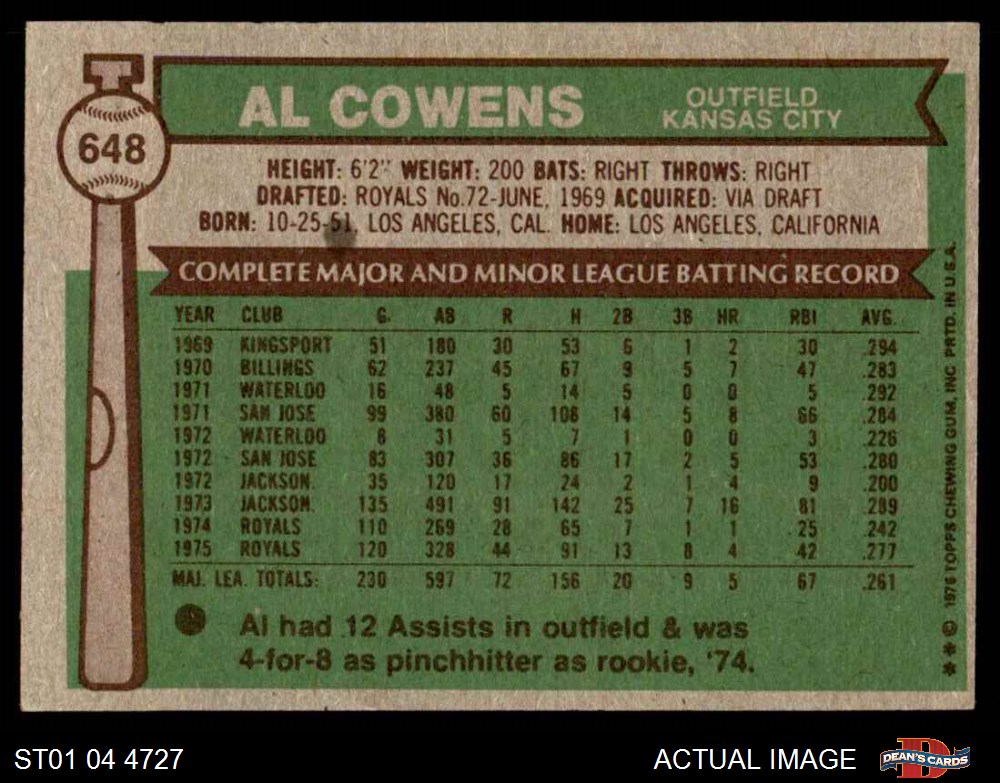 648
AL COWENS
OUTFIELD
KANSAS CITY
HEIGHT: 6'2" WEIGHT: 200 BATS: RIGHT THROWS: RIGHT
DRAFTED: ROYALS No.72-JUNE, 1969 ACQUIRED: VIA DRAFT
BORN: 10-25-51, LOS ANGELES, CAL. HOME: LOS ANGELES, CALIFORNIA
COMPLETE MAJOR AND MINOR LEAGUE BATTING RECORD
YEAR CLUB G. AB R H 2B 3B HR RBI AVG.
1969 KINGSPORT 51 180 30 53 6 1 2 30 .294
1970 BILLINGS 62 237 45 67 9 5 7 47 .283
1971 WATERLOO 16 48 5 14 5 0 0 5 .292
1971 SAN JOSE 99 380 60 108 14 5 8 66 .284
1972 WATERLOO 8 31 5 7 1 0 0 3 .226
1972 SAN JOSE 83 307 36 86 17 2 5 53 .280
1972 JACKSON. 35 120 17 24 2 1 4 9 .200
1973 JACKSON. 135 491 91 142 25 7 16 81 .289
1974 ROYALS 110 269 28 65 7 1 1 25 .242
1975 ROYALS 120 328 44 91 13 8 4 42 .277
MAJ. LEA. TOTALS: 230 597 72 156 20 9 5 67 .261
Al had 12 Assists in outfield & was
4-for-8 as pinchhitter as rookie, '74.
** © 1976 TOPPS CHEWING GUM, INC PRTD. IN U.S.A.
ST01 04 4727
ACTUAL IMAGE
DEAN'S CARDS